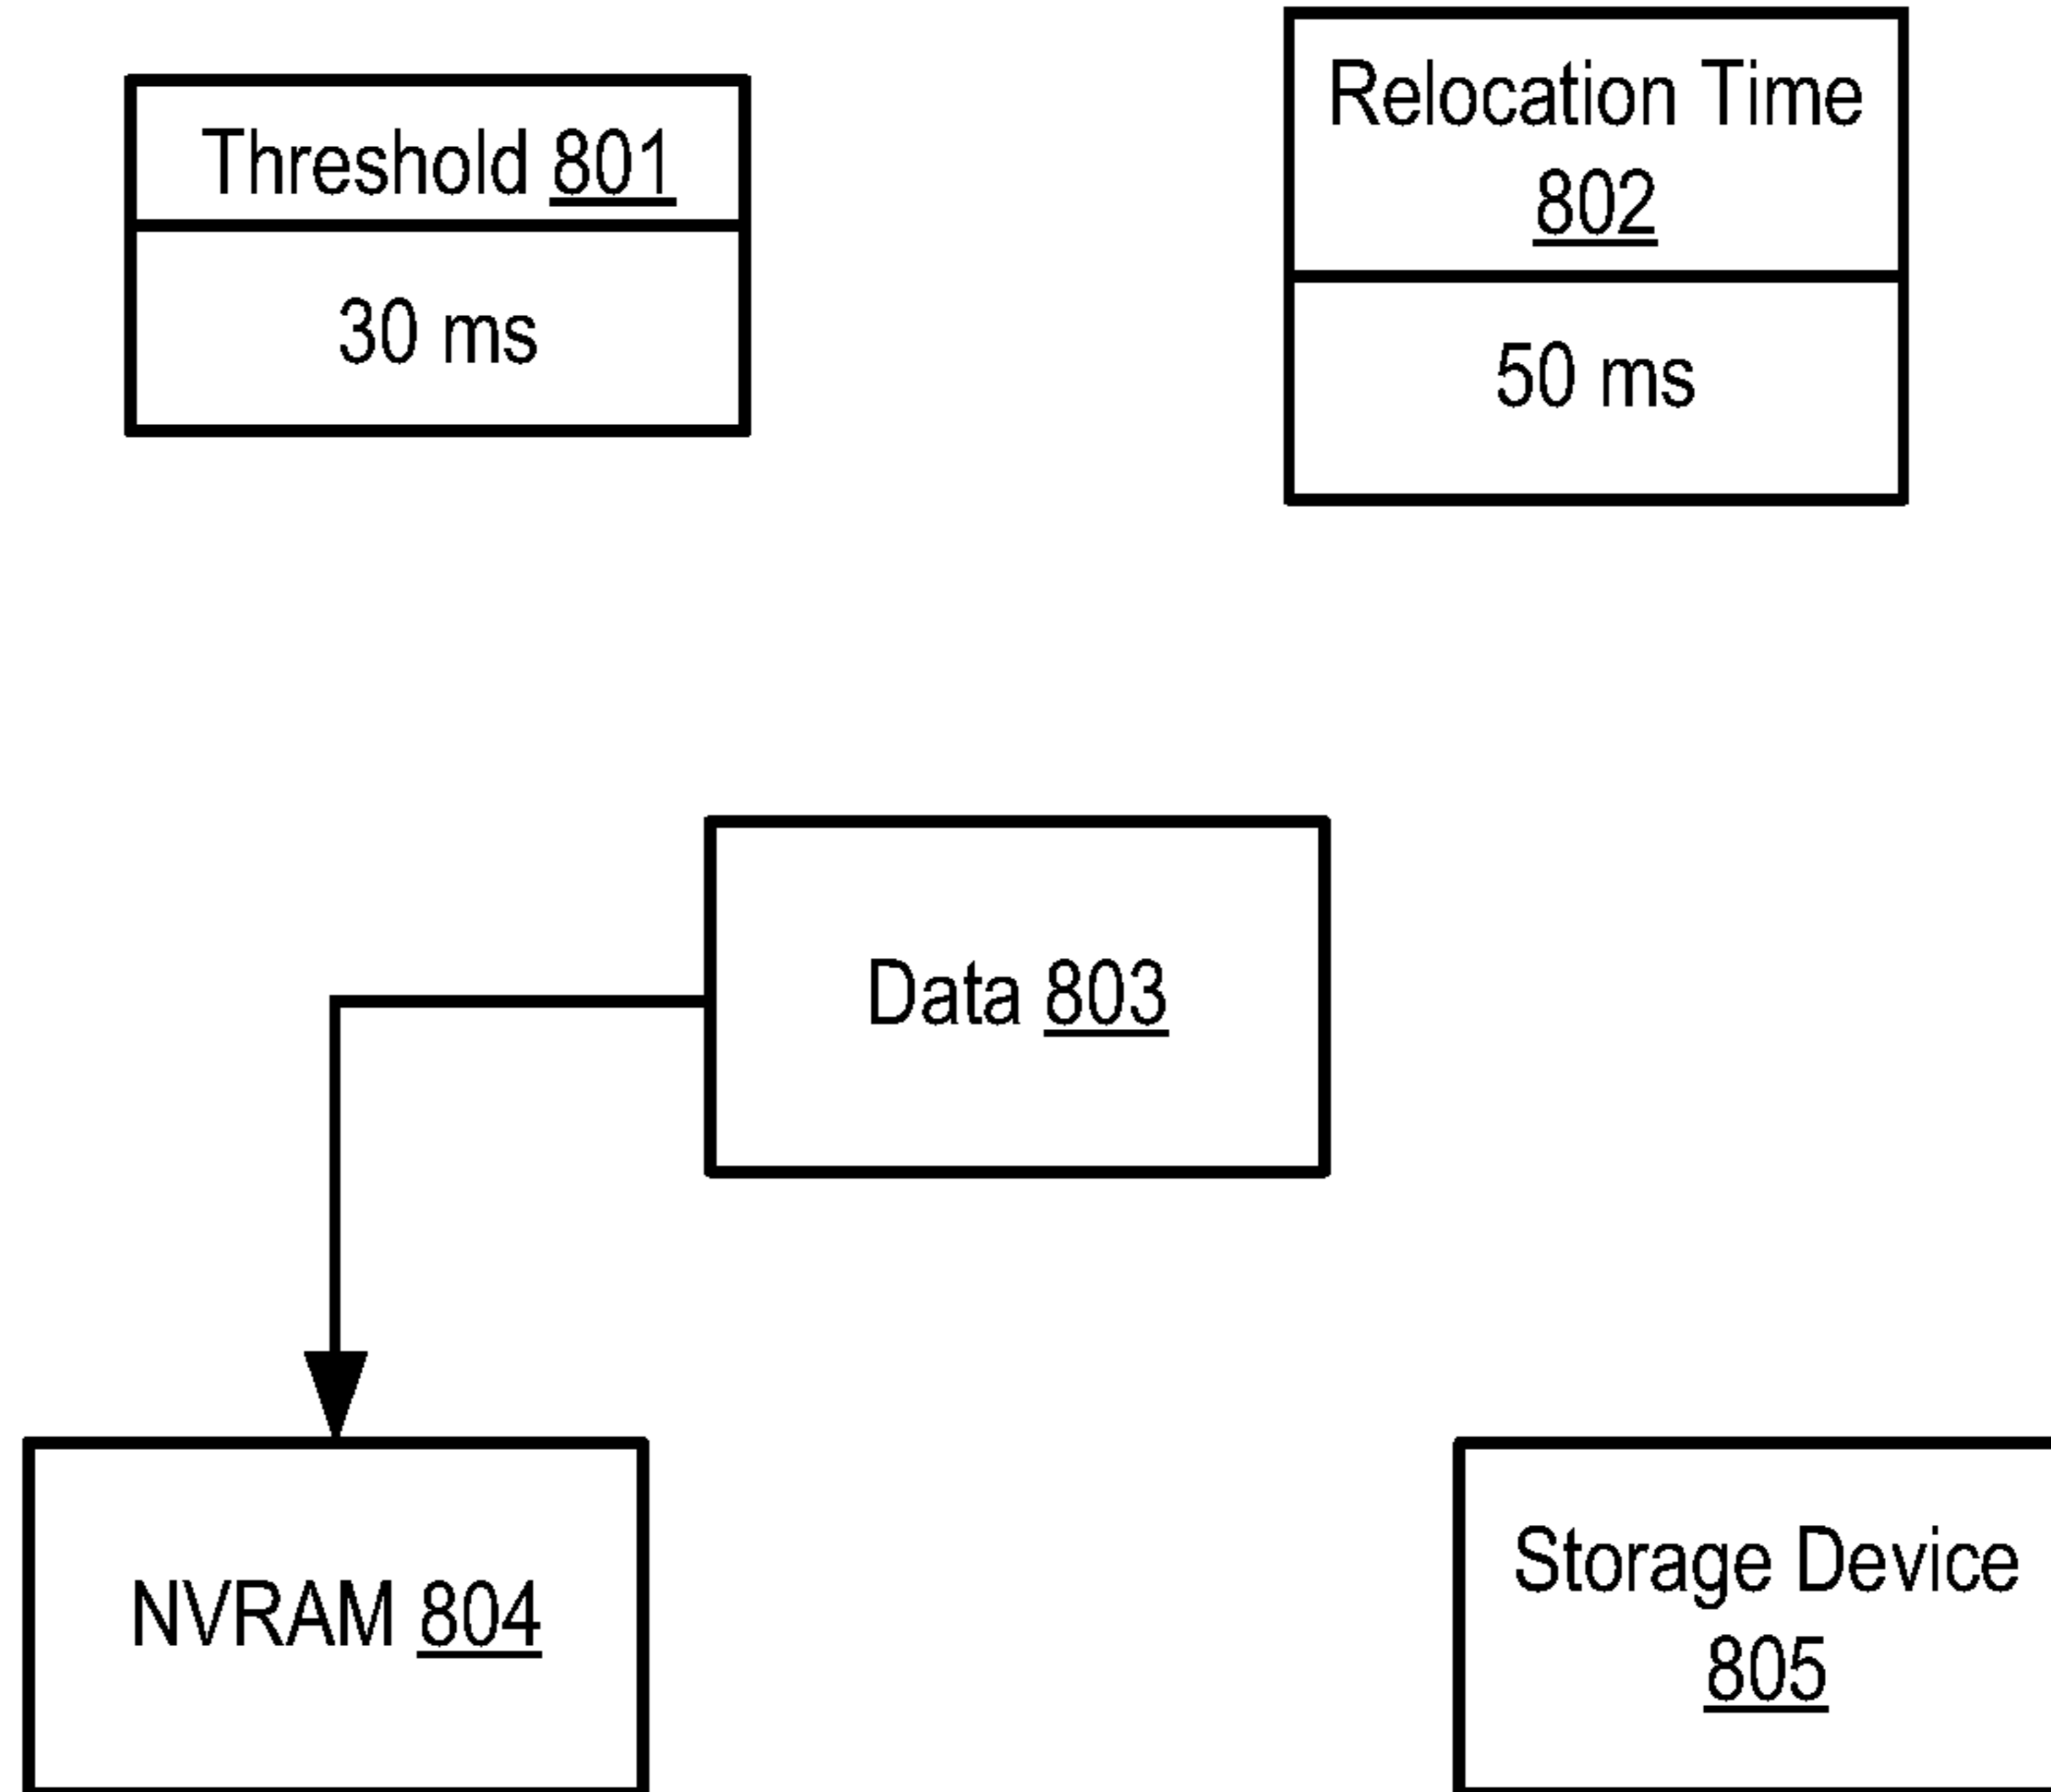 Threshold 801
30 ms
Relocation Time
802
50 ms
Data 803
NVRAM 804
Storage Device
805